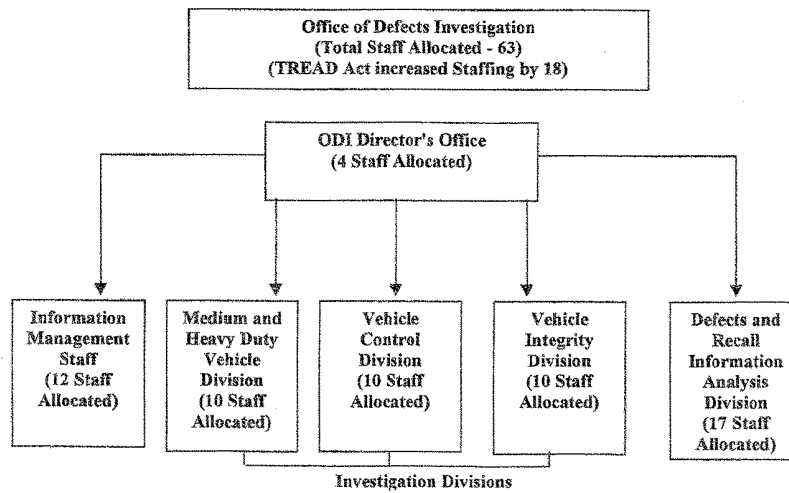 Office of Defects Investigation
(Total Staff Allocated - 63)
(TREAD Act increased Staffing by 18)
ODI Director's Office
(4 Staff Allocated)
Information
Management
Staff
(12 Staff
Allocated)
Medium and
Heavy Duty
Vehicle
Division
(10 Staff
Allocated)
Vehicle
Control
Division
(10 Staff
Allocated)
Vehicle
Integrity
Division
(10 Staff
Allocated)
Defects and
Recall
Information
Analysis
Division
(17 Staff
Allocated)
Investigation Divisions